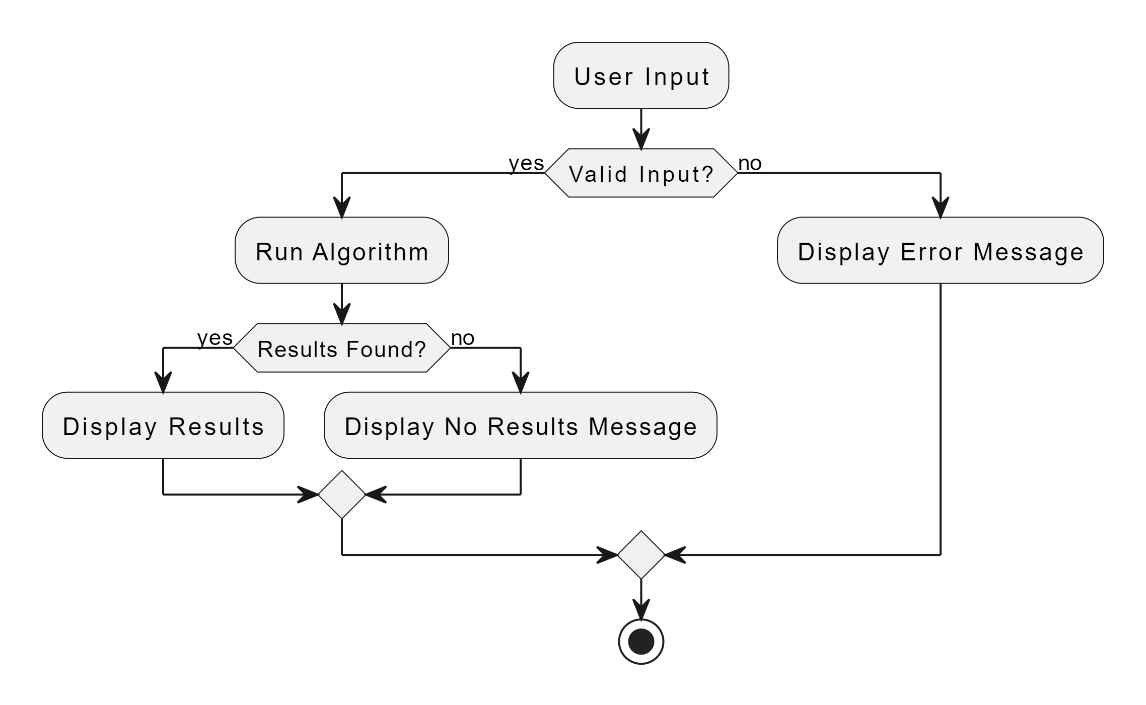 User Input
yes
Valid Input?
no
Run Algorithm
Display Error Message
yes
Results Found?
no
Display Results
Display No Results Message